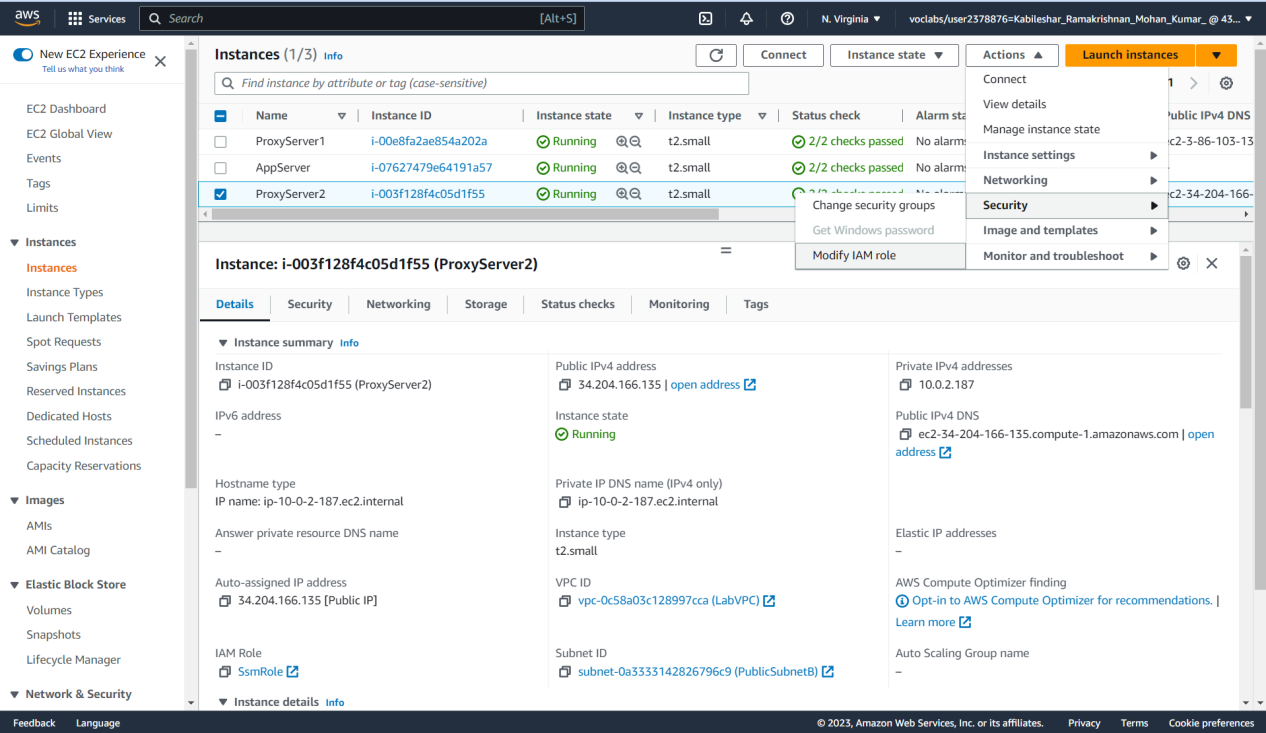 aws
Services
Search
[Alt+S]
N. Virginia
voclabs/user2378876=Kabileshar_Ramakrishnan_Mohan_Kumar_ @ 43...
New EC2 Experience
Tell us what you think
EC2 Dashboard
EC2 Global View
Events
Tags
Limits
Instances
Instances
Instance Types
Launch Templates
Spot Requests
Savings Plans
Reserved Instances
Dedicated Hosts
Scheduled Instances
Capacity Reservations
Images
AMIs
AMI Catalog
Elastic Block Store
Volumes
Snapshots
Lifecycle Manager
Network & Security
Instances (1/3) Info
Connect
Instance state
Actions
Launch instances
Find instance by attribute or tag (case-sensitive)
1
Name Instance ID Instance state Instance type Status check Alarm sta Public IPv4 DNS
ProxyServer1 i-00e8fa2ae854a202a Running t2.small 2/2 checks passed No alarms ec2-3-86-103-13
AppServer i-07627479e64191a57 Running t2.small 2/2 checks passed No alarms –
ProxyServer2 i-003f128f4c05d1f55 Running t2.small 2/2 checks passed No alarms ec2-34-204-166-
Connect
View details
Manage instance state
Instance settings
Networking
Security
Image and templates
Monitor and troubleshoot
Change security groups
Get Windows password
Modify IAM role
Instance: i-003f128f4c05d1f55 (ProxyServer2)
Details Security Networking Storage Status checks Monitoring Tags
Instance summary Info
Instance ID
i-003f128f4c05d1f55 (ProxyServer2)
Public IPv4 address
34.204.166.135 | open address
Private IPv4 addresses
10.0.2.187
IPv6 address
–
Instance state
Running
Public IPv4 DNS
ec2-34-204-166-135.compute-1.amazonaws.com | open
address
Hostname type
IP name: ip-10-0-2-187.ec2.internal
Private IP DNS name (IPv4 only)
ip-10-0-2-187.ec2.internal
Answer private resource DNS name
–
Instance type
t2.small
Elastic IP addresses
–
Auto-assigned IP address
34.204.166.135 [Public IP]
VPC ID
vpc-0c58a03c128997cca (LabVPC)
AWS Compute Optimizer finding
Opt-in to AWS Compute Optimizer for recommendations. |
Learn more
IAM Role
SsmRole
Subnet ID
subnet-0a3333142826796c9 (PublicSubnetB)
Auto Scaling Group name
–
Instance details Info
Feedback Language
© 2023, Amazon Web Services, Inc. or its affiliates. Privacy Terms Cookie preferences